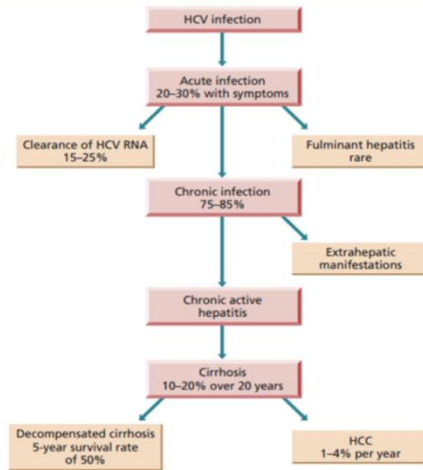 HCV infection
Acute infection
20–30% with symptoms
Clearance of HCV RNA
15–25%
Fulminant hepatitis
rare
Chronic infection
75–85%
Extrahepatic
manifestations
Chronic active
hepatitis
Cirrhosis
10–20% over 20 years
Decompensated cirrhosis
5-year survival rate
of 50%
HCC
1–4% per year